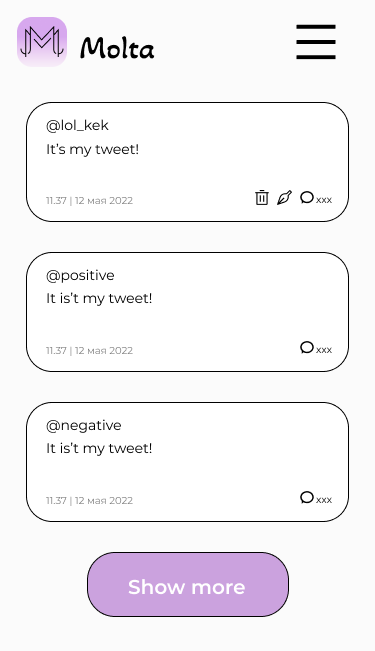 Molta
@lol_kek
It's my tweet!
11.37 | 12 мая 2022
xxx
@positive
It is't my tweet!
11.37 | 12 мая 2022
xxx
@negative
It is't my tweet!
11.37 | 12 мая 2022
xxx
Show more